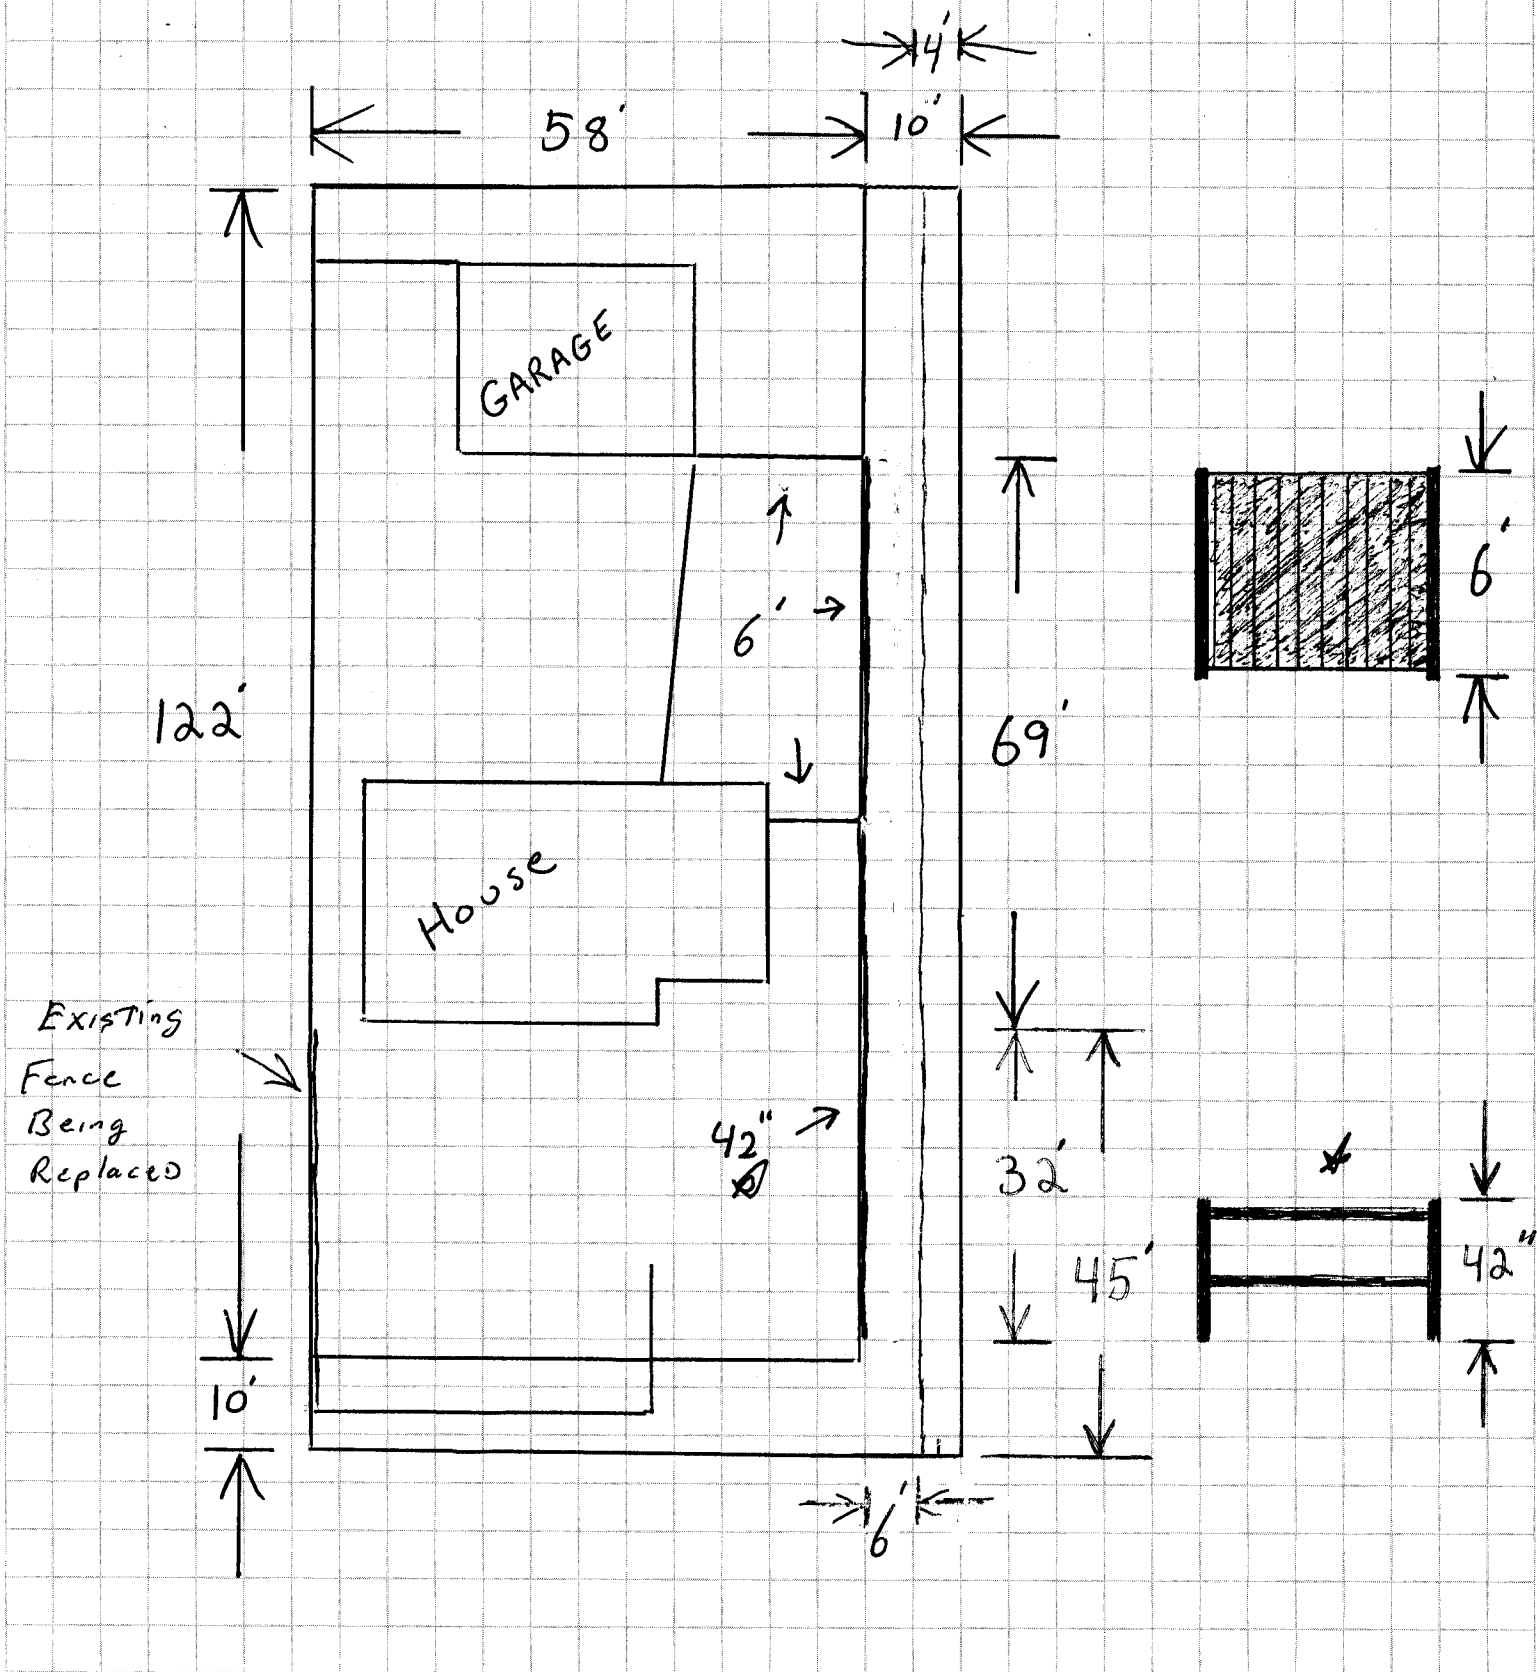 4'
58'
10'
GARAGE
6'
6'
122'
69'
House
Existing
Fence
Being
Replaced
42"
32'
45'
42"
10'
6'